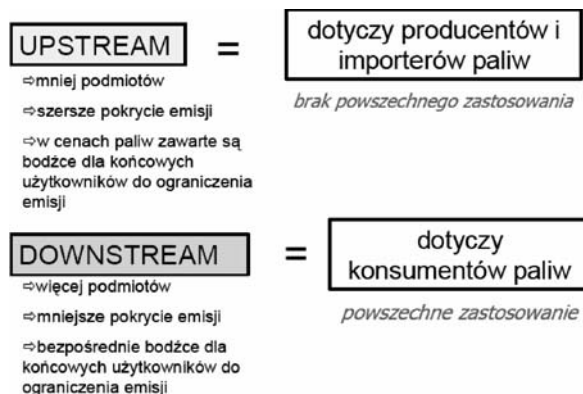 UPSTREAM
=
dotyczy producentów i
importerów paliw
brak powszechnego zastosowania
⇨mniej podmiotów
⇨szersze pokrycie emisji
⇨w cenach paliw zawarte są
bodźce dla końcowych
użytkowników do ograniczenia
emisji
DOWNSTREAM
=
dotyczy
konsumentów paliw
powszechne zastosowanie
⇨więcej podmiotów
⇨mniejsze pokrycie emisji
⇨bezpośrednie bodźce dla
końcowych użytkowników do
ograniczenia emisji